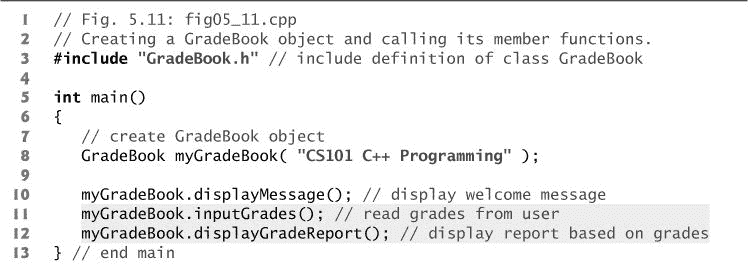 1 // Fig. 5.11: fig05_11.cpp
2 // Creating a GradeBook object and calling its member functions.
3 #include "GradeBook.h" // include definition of class GradeBook
4
5 int main()
6 {
7    // create GradeBook object
8    GradeBook myGradeBook( "CS101 C++ Programming" );
9
10    myGradeBook.displayMessage(); // display welcome message
11    myGradeBook.inputGrades(); // read grades from user
12    myGradeBook.displayGradeReport(); // display report based on grades
13 } // end main